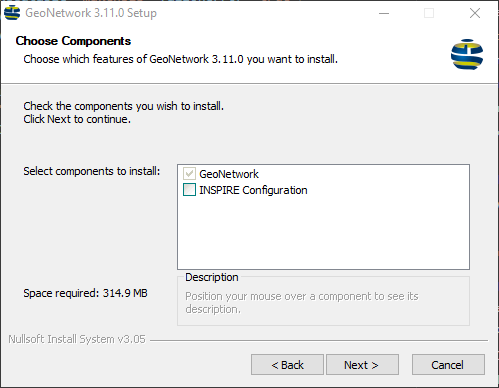 GeoNetwork 3.11.0 Setup
Choose Components
Choose which features of GeoNetwork 3.11.0 you want to install.
Check the components you wish to install.
Click Next to continue.
Select components to install:
GeoNetwork
INSPIRE Configuration
Space required: 314.9 MB
Description
Position your mouse over a component to see its
description.
Nullsoft Install System v3.05
< Back
Next >
Cancel